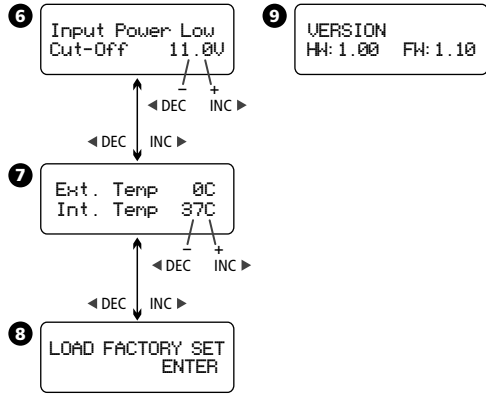 6
Input Power Low
Cut-Off 11.0V
− +
◀ DEC INC ▶
◀ DEC INC ▶
7
Ext. Temp 0C
Int. Temp 37C
− +
◀ DEC INC ▶
◀ DEC INC ▶
8
LOAD FACTORY SET
ENTER
9
VERSION
HW: 1.00 FW: 1.10